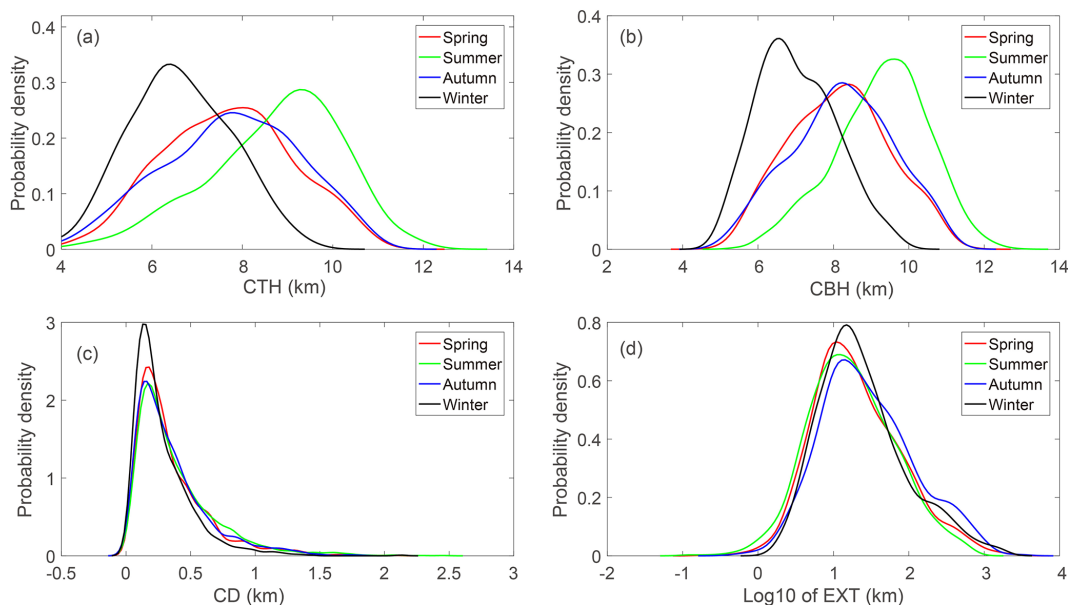 (a)
Spring
Summer
Autumn
Winter
Probability density
0.4
0.3
0.2
0.1
0
4
6
8
10
12
14
CTH (km)
(b)
Spring
Summer
Autumn
Winter
Probability density
0.4
0.3
0.2
0.1
0
2
4
6
8
10
12
14
CBH (km)
(c)
Spring
Summer
Autumn
Winter
Probability density
3
2
1
0
-0.5
0
0.5
1
1.5
2
2.5
3
CD (km)
(d)
Spring
Summer
Autumn
Winter
Probability density
0.8
0.6
0.4
0.2
0
-2
-1
0
1
2
3
4
Log10 of EXT (km)